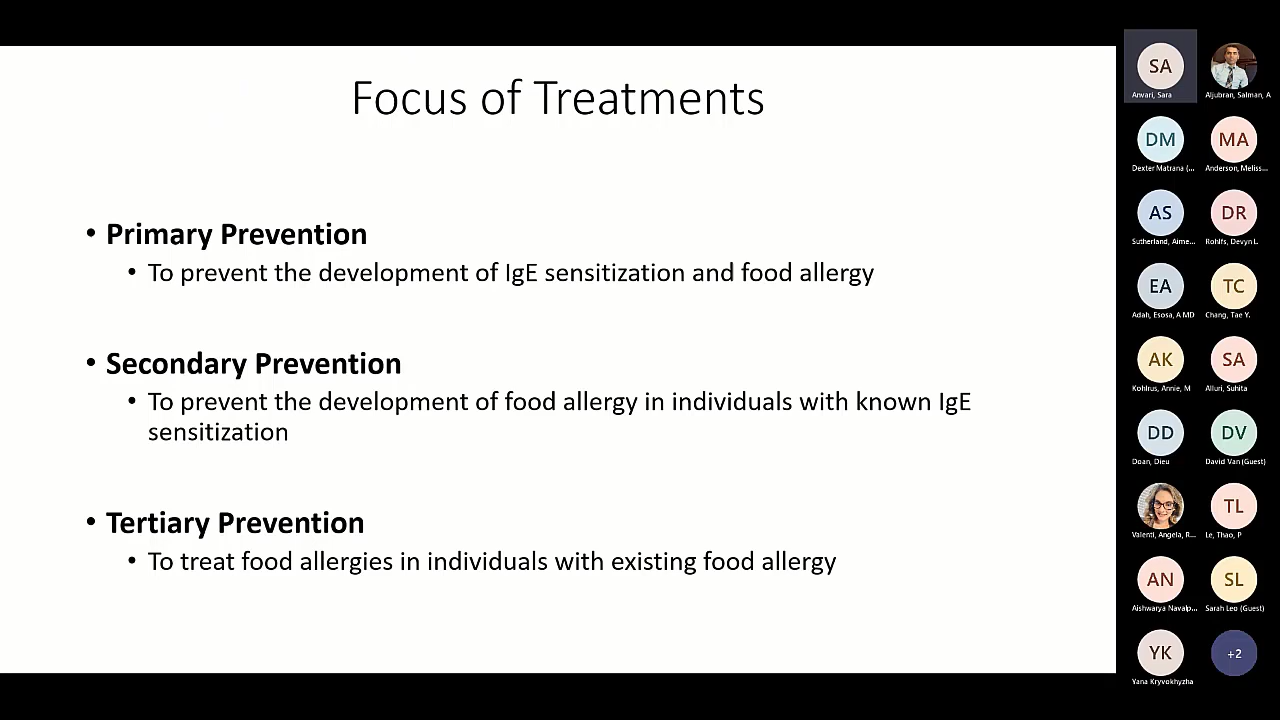 Focus of Treatments
• Primary Prevention
• To prevent the development of IgE sensitization and food allergy
• Secondary Prevention
• To prevent the development of food allergy in individuals with known IgE
sensitization
• Tertiary Prevention
• To treat food allergies in individuals with existing food allergy
SA
Anvari, Sara
Aljubran, Salman, A
DM
MA
Dexter Matrana (...
Anderson, Meliss...
AS
DR
Sutherland, Aime...
Rohlfs, Devyn L.
EA
TC
Adah, Esosa, A MD
Chang, Tae Y.
AK
SA
Kohlrus, Annie, M
Alluri, Suhita
DD
DV
Doan, Dieu
David Van (Guest)
TL
Valenti, Angela, R...
Le, Thao, P
AN
SL
Aishwarya Navalp...
Sarah Leo (Guest)
YK
+2
Yana Kryvokhyzha